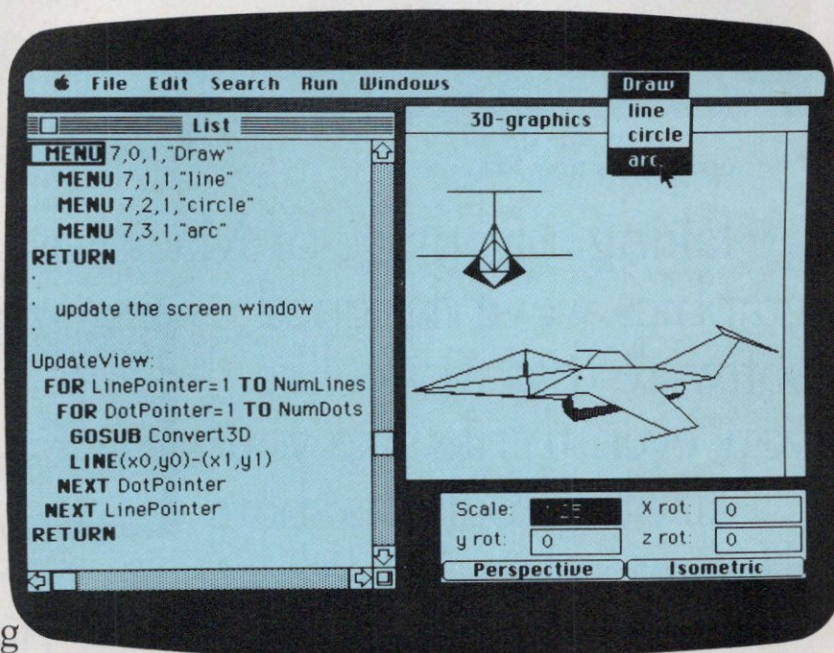 File Edit Search Run Windows Draw
List
MENU 7,0,1,"Draw"
MENU 7,1,1,"line"
MENU 7,2,1,"circle"
MENU 7,3,1,"arc"
RETURN
'
' update the screen window
'
UpdateView:
FOR LinePointer=1 TO NumLines
FOR DotPointer=1 TO NumDots
GOSUB Convert3D
LINE(x0,y0)-(x1,y1)
NEXT DotPointer
NEXT LinePointer
RETURN
3D-graphics
line
circle
arc
Scale: X rot: 0
y rot: 0 z rot: 0
Perspective Isometric
g